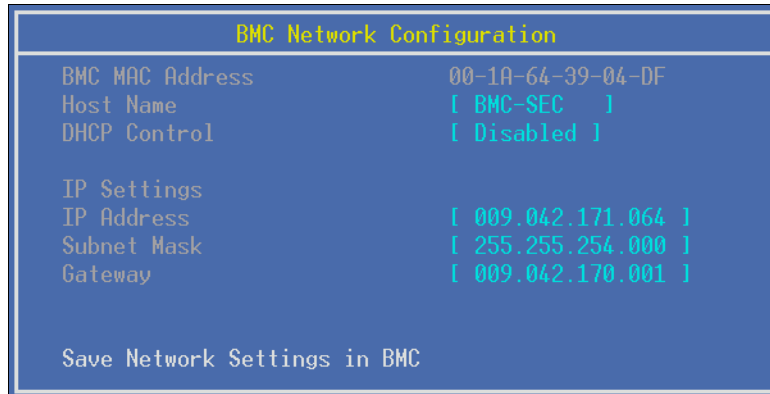 BMC Network Configuration
BMC MAC Address 00-1A-64-39-04-DF
Host Name [ BMC-SEC ]
DHCP Control [ Disabled ]
IP Settings
IP Address [ 009.042.171.064 ]
Subnet Mask [ 255.255.254.000 ]
Gateway [ 009.042.170.001 ]
Save Network Settings in BMC